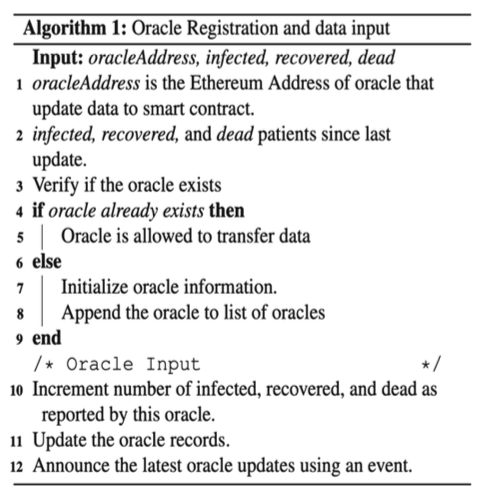 Algorithm 1: Oracle Registration and data input
Input: oracleAddress, infected, recovered, dead
1 oracleAddress is the Ethereum Address of oracle that
update data to smart contract.
2 infected, recovered, and dead patients since last
update.
3 Verify if the oracle exists
4 if oracle already exists then
5 Oracle is allowed to transfer data
6 else
7 Initialize oracle information.
8 Append the oracle to list of oracles
9 end
/* Oracle Input */
10 Increment number of infected, recovered, and dead as
reported by this oracle.
11 Update the oracle records.
12 Announce the latest oracle updates using an event.